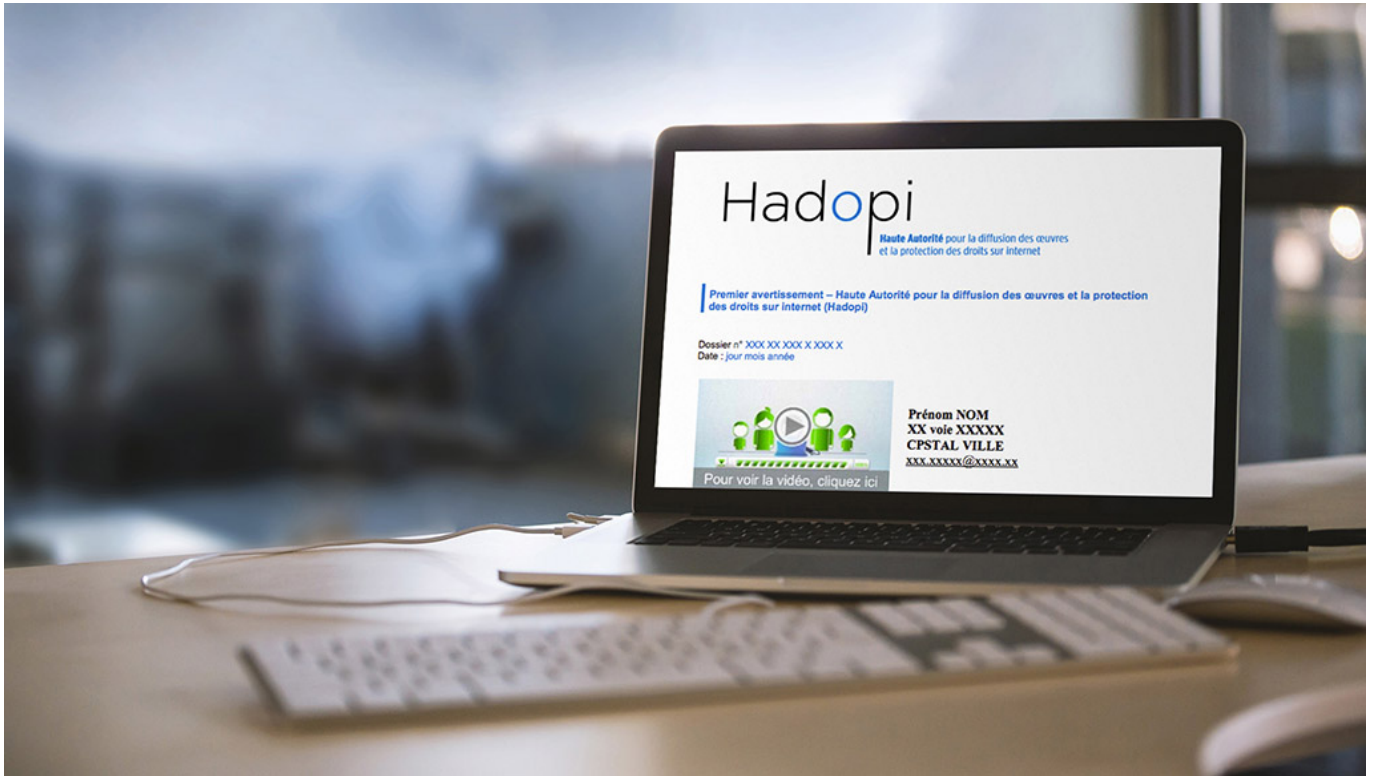 Hadopi
Haute Autorité pour la diffusion des œuvres
et la protection des droits sur internet
Premier avertissement – Haute Autorité pour la diffusion des œuvres et la protection
des droits sur internet (Hadopi)
Dossier n° XXX XX XXX X XXX X
Date : jour mois année
Prénom NOM
XX voie XXXXX
CPSTAL VILLE
xxx.xxxxx@xxxx.xx
Pour voir la vidéo, cliquez ici